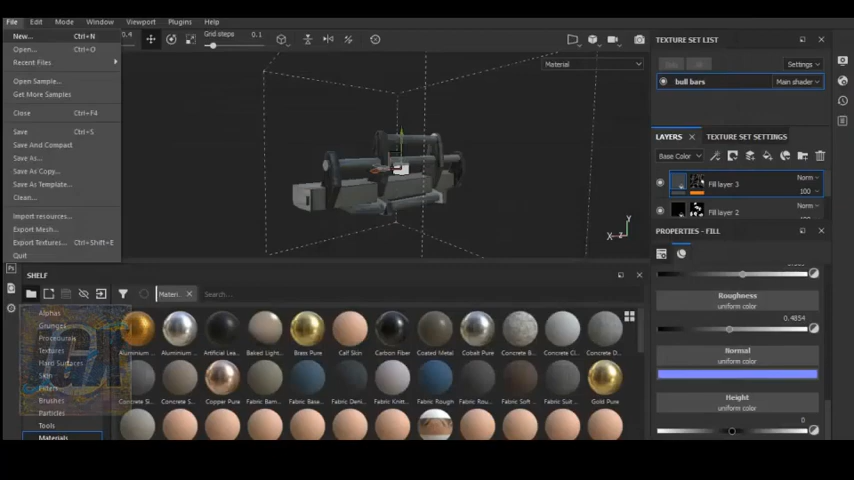 File Edit Mode Window Viewport Plugins Help
New... Ctrl+N
Open... Ctrl+O
Recent Files
Open Sample...
Get More Samples
Close Ctrl+F4
Save Ctrl+S
Save And Compact
Save As...
Save As Copy...
Save As Template...
Clean...
Import resources...
Export Mesh...
Export Textures... Ctrl+Shift+E
Quit
0.4 Grid steps 0.1
Material
Y
X Z
TEXTURE SET LIST
Settings
bull bars Main shader
LAYERS TEXTURE SET SETTINGS
Base Color
Fill layer 3 Norm
100
Fill layer 2 Norm
PROPERTIES - FILL
Roughness
uniform color
0.4854
Normal
uniform color
Height
uniform color
0
SHELF
Materi... Search...
Alphas
Grunges
Procedurals
Textures
Hard Surfaces
Skin
Filters
Brushes
Particles
Tools
Materials
Aluminium ... Aluminium ... Artificial Lea... Baked Light... Brass Pure Calf Skin Carbon Fiber Coated Metal Cobalt Pure Concrete B... Concrete Cl... Concrete D...
Concrete S... Concrete S... Copper Pure Fabric Bam... Fabric Base... Fabric Deni... Fabric Knitt... Fabric Rough Fabric Rou... Fabric Soft ... Fabric Suit ... Gold Pure